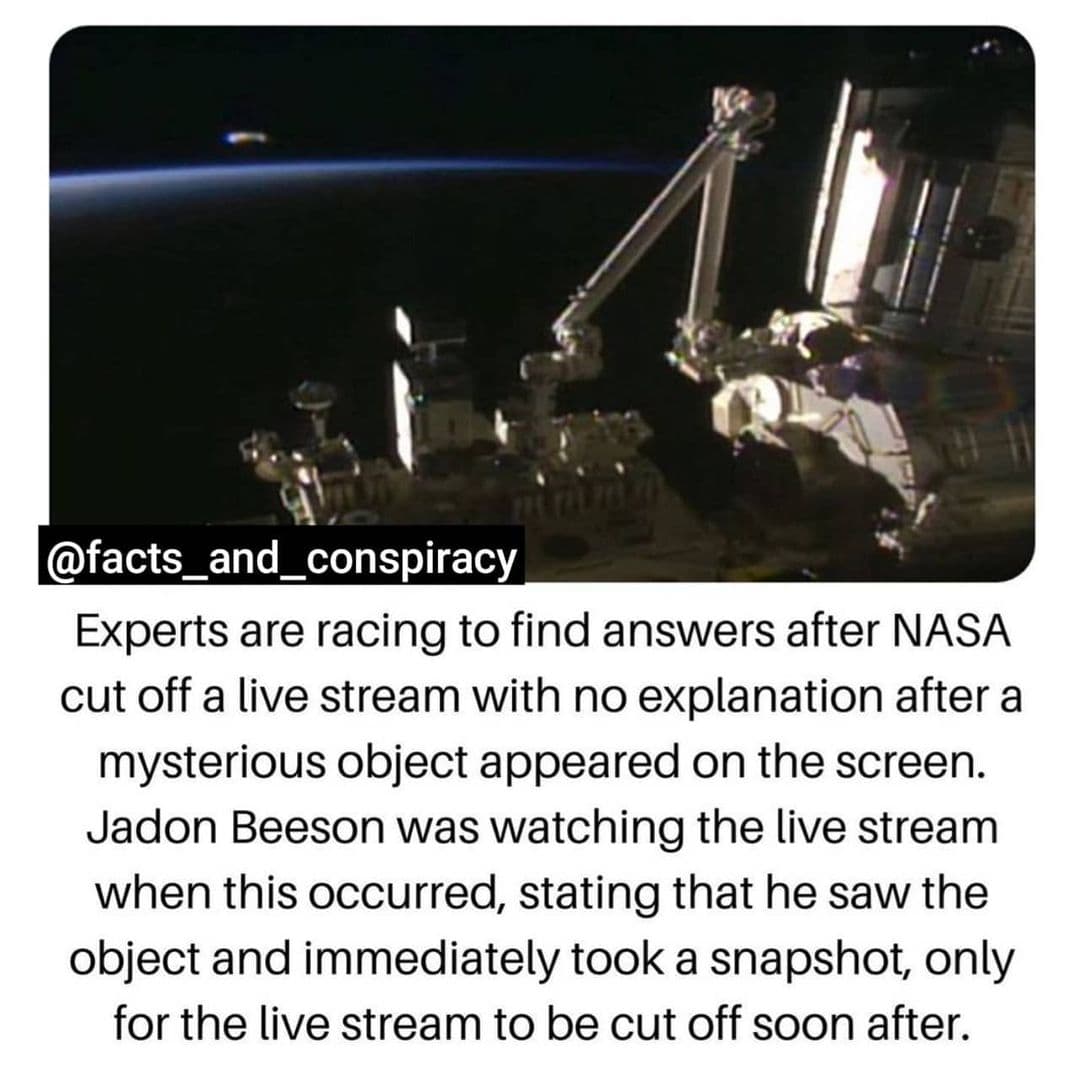 @facts_and_conspiracy
Experts are racing to find answers after NASA
cut off a live stream with no explanation after a
mysterious object appeared on the screen.
Jadon Beeson was watching the live stream
when this occurred, stating that he saw the
object and immediately took a snapshot, only
for the live stream to be cut off soon after.